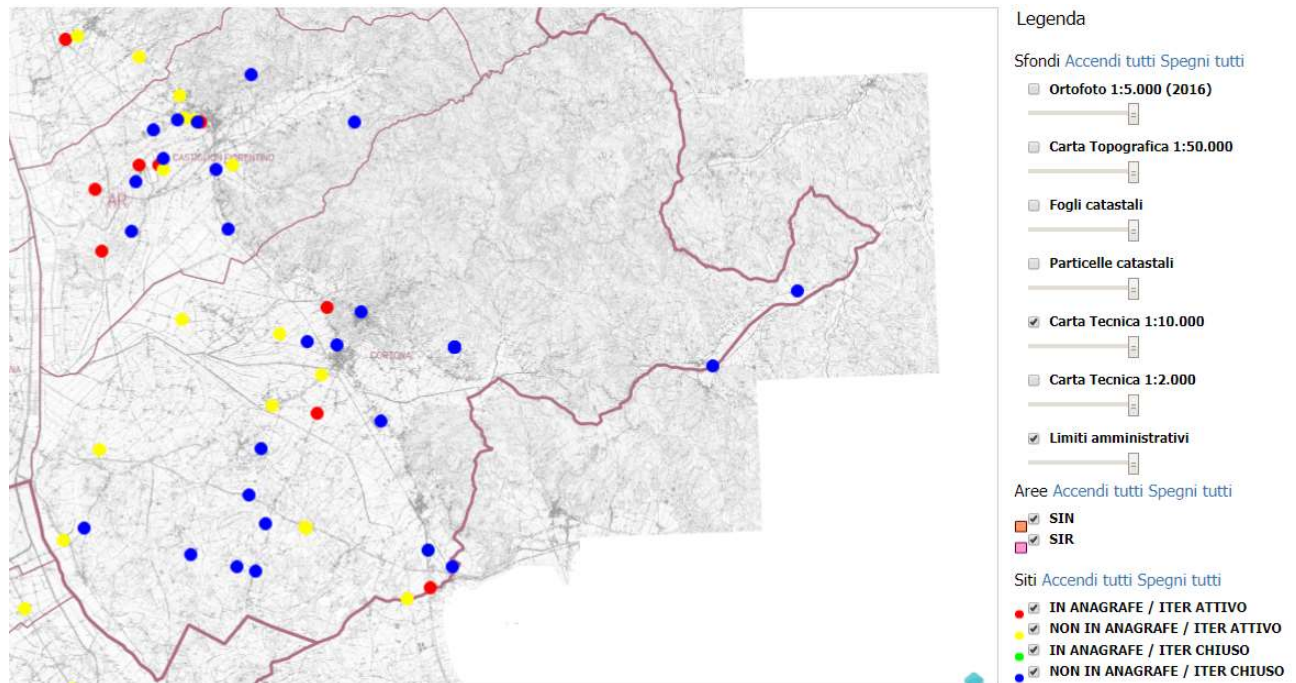 Legenda
Sfondi Accendi tutti Spegni tutti
Ortofoto 1:5.000 (2016)
Carta Topografica 1:50.000
Fogli catastali
Particelle catastali
Carta Tecnica 1:10.000
Carta Tecnica 1:2.000
Limiti amministrativi
Aree Accendi tutti Spegni tutti
SIN
SIR
Siti Accendi tutti Spegni tutti
IN ANAGRAFE / ITER ATTIVO
NON IN ANAGRAFE / ITER ATTIVO
IN ANAGRAFE / ITER CHIUSO
NON IN ANAGRAFE / ITER CHIUSO
CASTIGLION FIORENTINO
AR
CORTONA